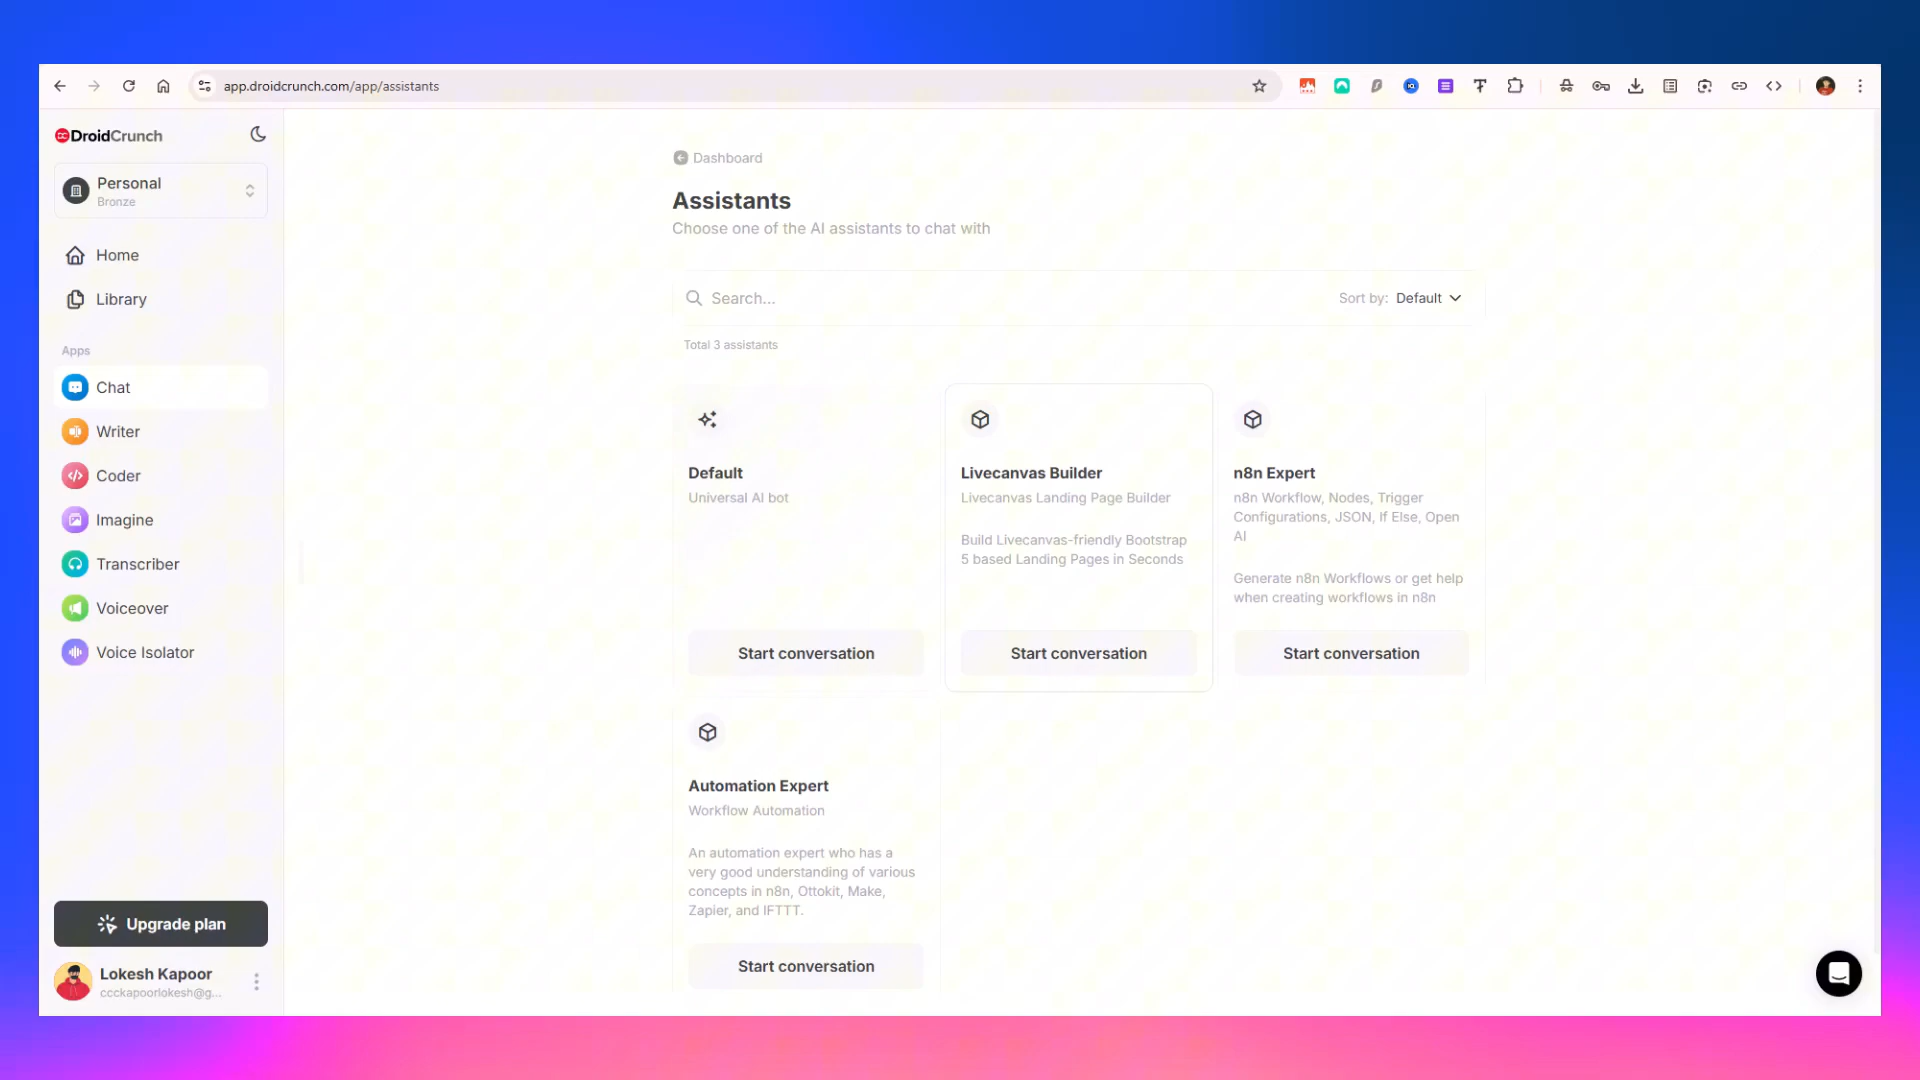 app.droidcrunch.com/app/assistants
DroidCrunch
Personal
Bronze
Home
Library
Apps
Chat
Writer
Coder
Imagine
Transcriber
Voiceover
Voice Isolator
Upgrade plan
Lokesh Kapoor
ccckapoorlokesh@g...
Dashboard
Assistants
Choose one of the AI assistants to chat with
Search...
Sort by: Default
Total 3 assistants
Default
Universal AI bot
Start conversation
Livecanvas Builder
Livecanvas Landing Page Builder
Build Livecanvas-friendly Bootstrap
5 based Landing Pages in Seconds
Start conversation
n8n Expert
n8n Workflow, Nodes, Trigger
Configurations, JSON, If Else, Open
AI
Generate n8n Workflows or get help
when creating workflows in n8n
Start conversation
Automation Expert
Workflow Automation
An automation expert who has a
very good understanding of various
concepts in n8n, Ottokit, Make,
Zapier, and IFTTT.
Start conversation